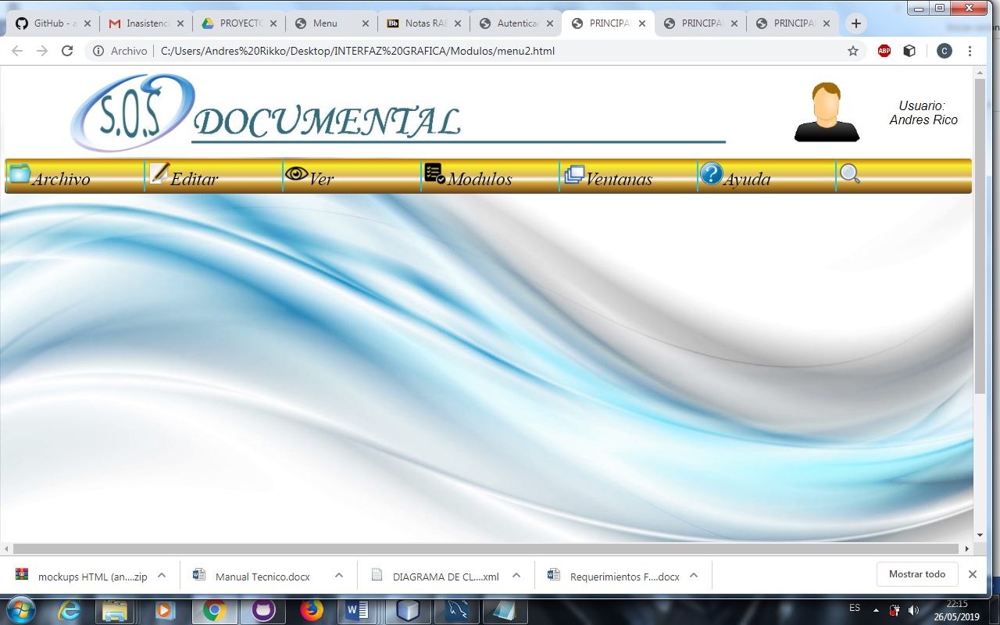 GitHub - a
Inasistenc
PROYECTO
Menu
Bb Notas RAE
Autenticac
PRINCIPAL
PRINCIPAL
PRINCIPAL
Archivo C:/Users/Andres%20Rikko/Desktop/INTERFAZ%20GRAFICA/Modulos/menu2.html
ABP
C
S.O.S DOCUMENTAL
Usuario:
Andres Rico
Archivo Editar Ver Modulos Ventanas Ayuda
mockups HTML (an....zip Manual Tecnico.docx DIAGRAMA DE CL....xml Requerimientos F....docx Mostrar todo
ES
22:15
26/05/2019